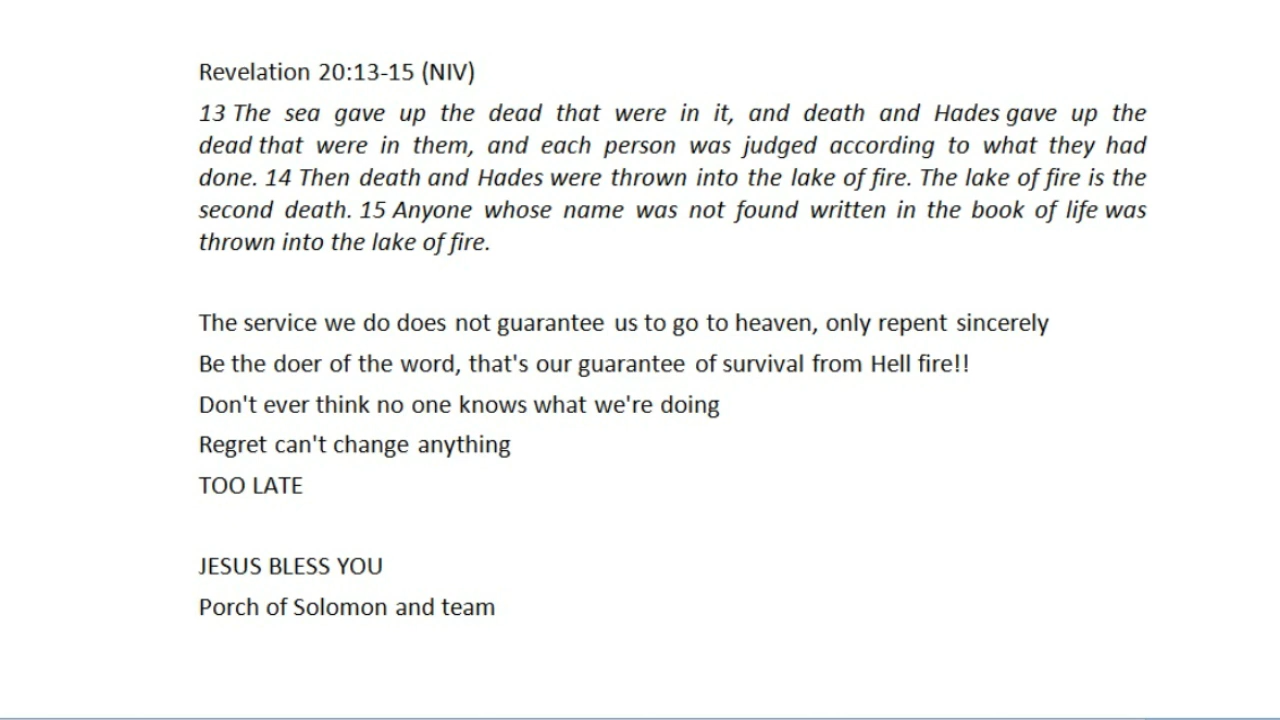 Revelation 20:13-15 (NIV)
13 The sea gave up the dead that were in it, and death and Hades gave up the
dead that were in them, and each person was judged according to what they had
done. 14 Then death and Hades were thrown into the lake of fire. The lake of fire is the
second death. 15 Anyone whose name was not found written in the book of life was
thrown into the lake of fire.
The service we do does not guarantee us to go to heaven, only repent sincerely
Be the doer of the word, that's our guarantee of survival from Hell fire!!
Don't ever think no one knows what we're doing
Regret can't change anything
TOO LATE
JESUS BLESS YOU
Porch of Solomon and team